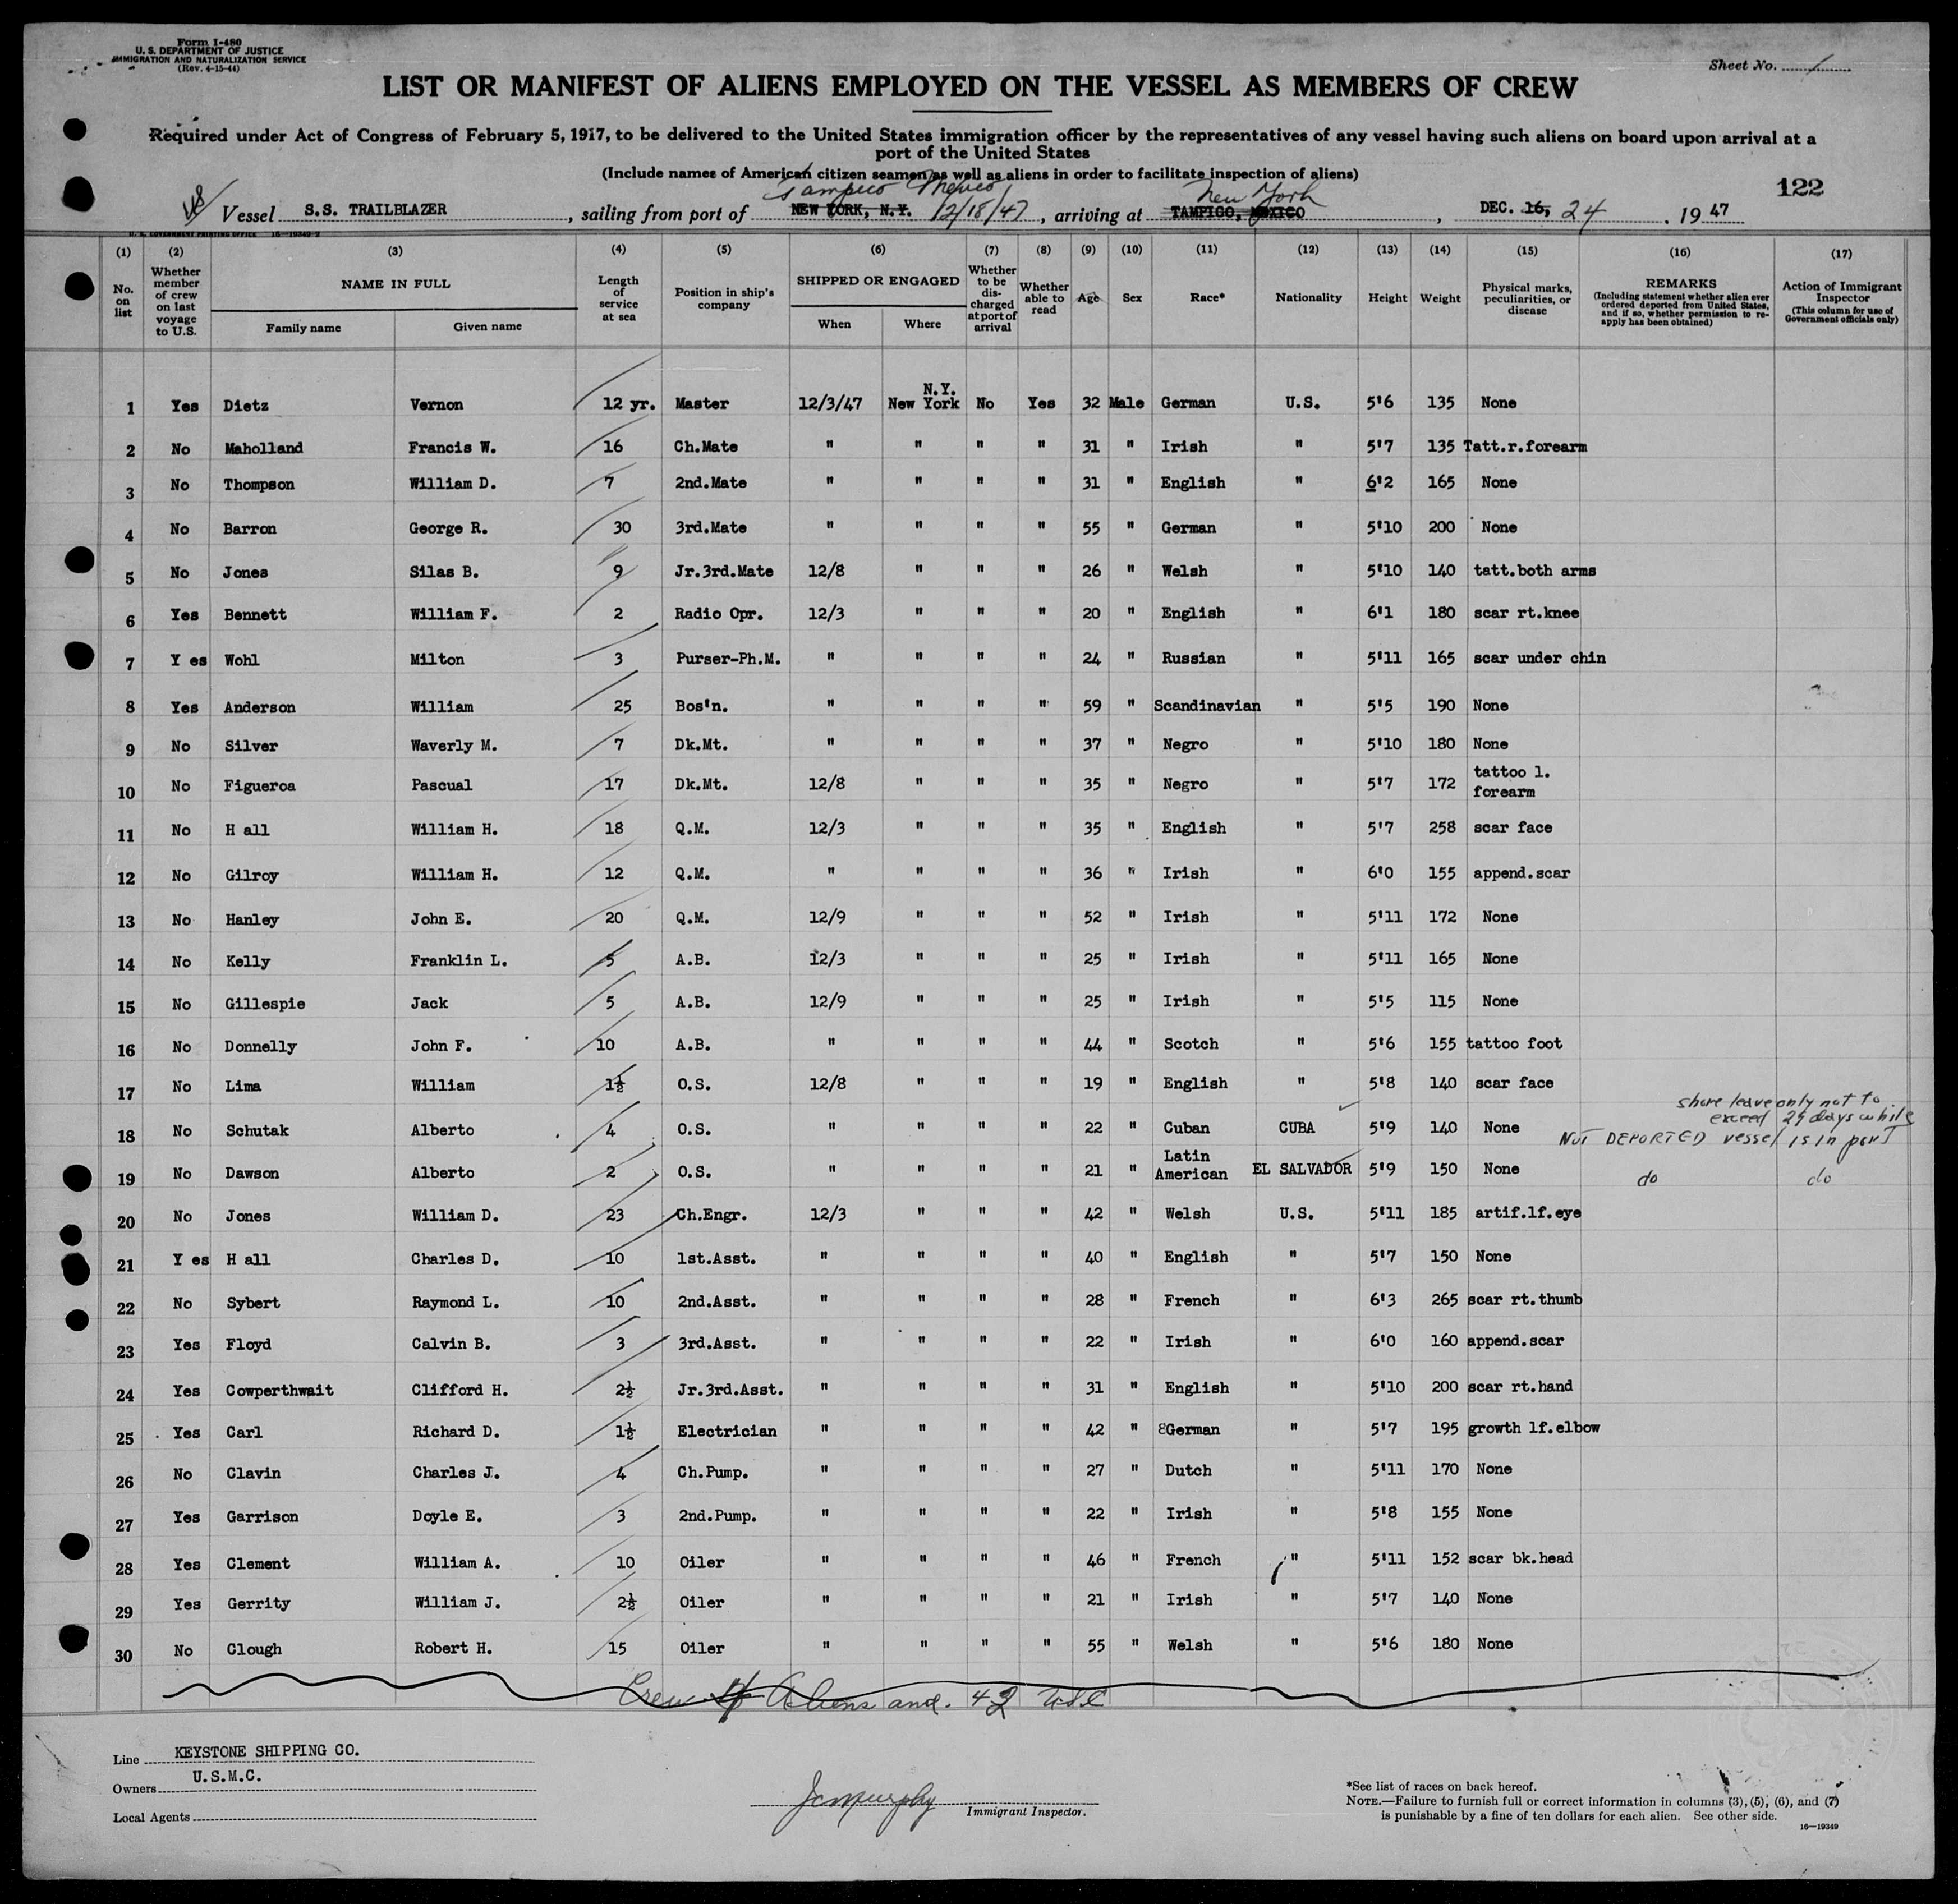 Form I-480
U. S. DEPARTMENT OF JUSTICE
IMMIGRATION AND NATURALIZATION SERVICE
(Rev. 4-15-44)
Sheet No. 1
LIST OR MANIFEST OF ALIENS EMPLOYED ON THE VESSEL AS MEMBERS OF CREW
Required under Act of Congress of February 5, 1917, to be delivered to the United States immigration officer by the representatives of any vessel having such aliens on board upon arrival at a
port of the United States
(Include names of American citizen seamen as well as aliens in order to facilitate inspection of aliens)
122
Tampico Mexico New York
US Vessel S.S. TRAILBLAZER, sailing from port of NEW YORK, N.Y. 12/18/47, arriving at TAMPICO, MEXICO, DEC. 16, 24, 1947
U. S. GOVERNMENT PRINTING OFFICE 16-19349-2
(1) (2) (3) (4) (5) (6) (7) (8) (9) (10) (11) (12) (13) (14) (15) (16) (17)
No. on list
Whether member of crew on last voyage to U.S.
NAME IN FULL
Family name Given name
Length of service at sea
Position in ship's company
SHIPPED OR ENGAGED
When Where
Whether to be discharged at port of arrival
Whether able to read
Age Sex Race* Nationality Height Weight
Physical marks, peculiarities, or disease
REMARKS
(Including statement whether alien ever ordered deported from United States, and if so, whether permission to re-apply has been obtained)
Action of Immigrant Inspector
(This column for use of Government officials only)
1 Yes Dietz Vernon 12 yr. Master 12/3/47 N.Y. New York No Yes 32 Male German U.S. 5'6 135 None
2 No Maholland Francis W. 16 Ch.Mate " " " " 31 " Irish " 5'7 135 Tatt.r.forearm
3 No Thompson William D. 7 2nd.Mate " " " " 31 " English " 6'2 165 None
4 No Barron George R. 30 3rd.Mate " " " " 55 " German " 5'10 200 None
5 No Jones Silas B. 9 Jr.3rd.Mate 12/8 " " " 26 " Welsh " 5'10 140 tatt.both arms
6 Yes Bennett William F. 2 Radio Opr. 12/3 " " " 20 " English " 6'1 180 scar rt.knee
7 Y es Wohl Milton 3 Purser-Ph.M. " " " " 24 " Russian " 5'11 165 scar under chin
8 Yes Anderson William 25 Bos'n. " " " " 59 " Scandinavian " 5'5 190 None
9 No Silver Waverly M. 7 Dk.Mt. " " " " 37 " Negro " 5'10 180 None
10 No Figueroa Pascual 17 Dk.Mt. 12/8 " " " 35 " Negro " 5'7 172 tattoo l. forearm
11 No H all William H. 18 Q.M. 12/3 " " " 35 " English " 5'7 258 scar face
12 No Gilroy William H. 12 Q.M. " " " " 36 " Irish " 6'0 155 append.scar
13 No Hanley John E. 20 Q.M. 12/9 " " " 52 " Irish " 5'11 172 None
14 No Kelly Franklin L. 5 A.B. 12/3 " " " 25 " Irish " 5'11 165 None
15 No Gillespie Jack 5 A.B. 12/9 " " " 25 " Irish " 5'5 115 None
16 No Donnelly John F. 10 A.B. " " " " 44 " Scotch " 5'6 155 tattoo foot
17 No Lima William 1½ O.S. 12/8 " " " 19 " English " 5'8 140 scar face
18 No Schutak Alberto 4 O.S. " " " " 22 " Cuban CUBA 5'9 140 None NOT DEPORTED shore leave only not to exceed 29 days while vessel is in port
19 No Dawson Alberto 2 O.S. " " " " 21 " Latin American EL SALVADOR 5'9 150 None do do
20 No Jones William D. 23 Ch.Engr. 12/3 " " " 42 " Welsh U.S. 5'11 185 artif.lf.eye
21 Y es H all Charles D. 10 1st.Asst. " " " " 40 " English " 5'7 150 None
22 No Sybert Raymond L. 10 2nd.Asst. " " " " 28 " French " 6'3 265 scar rt.thumb
23 Yes Floyd Calvin B. 3 3rd.Asst. " " " " 22 " Irish " 6'0 160 append.scar
24 Yes Cowperthwait Clifford H. 2½ Jr.3rd.Asst. " " " " 31 " English " 5'10 200 scar rt.hand
25 Yes Carl Richard D. 1½ Electrician " " " " 42 " German " 5'7 195 growth lf.elbow
26 No Clavin Charles J. 4 Ch.Pump. " " " " 27 " Dutch " 5'11 170 None
27 Yes Garrison Doyle E. 3 2nd.Pump. " " " " 22 " Irish " 5'8 155 None
28 Yes Clement William A. 10 Oiler " " " " 46 " French " 5'11 152 scar bk.head
29 Yes Gerrity William J. 2½ Oiler " " " " 21 " Irish " 5'7 140 None
30 No Clough Robert H. 15 Oiler " " " " 55 " Welsh " 5'6 180 None
Crew Aliens and 42 USC
Line KEYSTONE SHIPPING CO.
Owners U.S.M.C.
Local Agents
JCMurphy Immigrant Inspector.
*See list of races on back hereof.
NOTE.—Failure to furnish full or correct information in columns (3), (5), (6), and (7)
is punishable by a fine of ten dollars for each alien. See other side.
16—19349